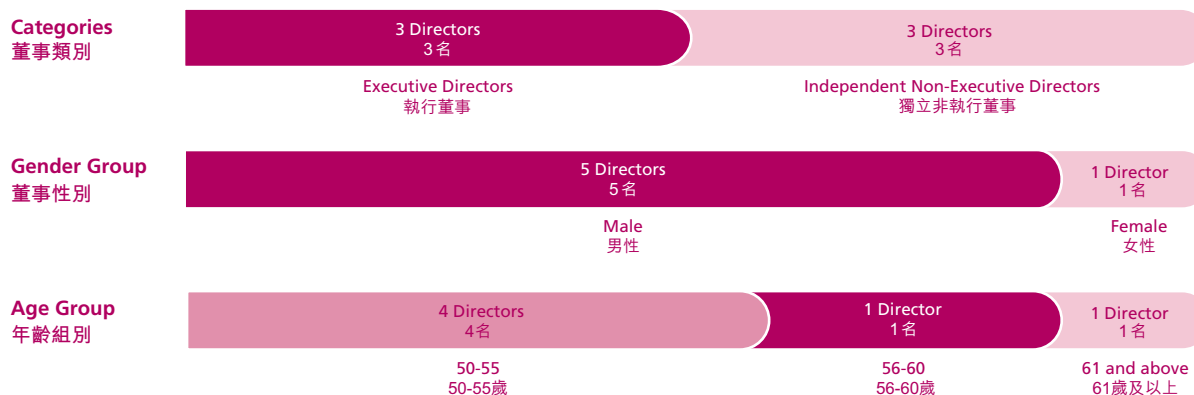 Categories
董事類別
3 Directors
3名
3 Directors
3名
Executive Directors
執行董事
Independent Non-Executive Directors
獨立非執行董事
Gender Group
董事性別
5 Directors
5名
1 Director
1名
Male
男性
Female
女性
Age Group
年齡組別
4 Directors
4名
1 Director
1名
1 Director
1名
50-55
50-55歲
56-60
56-60歲
61 and above
61歲及以上